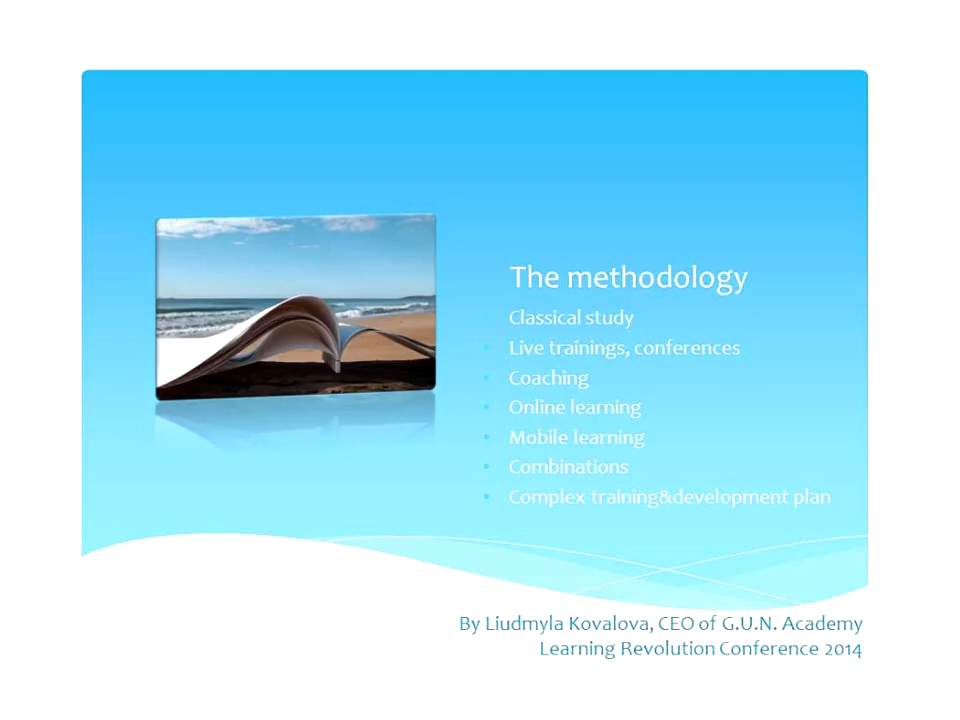 The methodology
• Classical study
• Live trainings, conferences
• Coaching
• Online learning
• Mobile learning
• Combinations
• Complex training&development plan
By Liudmyla Kovalova, CEO of G.U.N. Academy
Learning Revolution Conference 2014